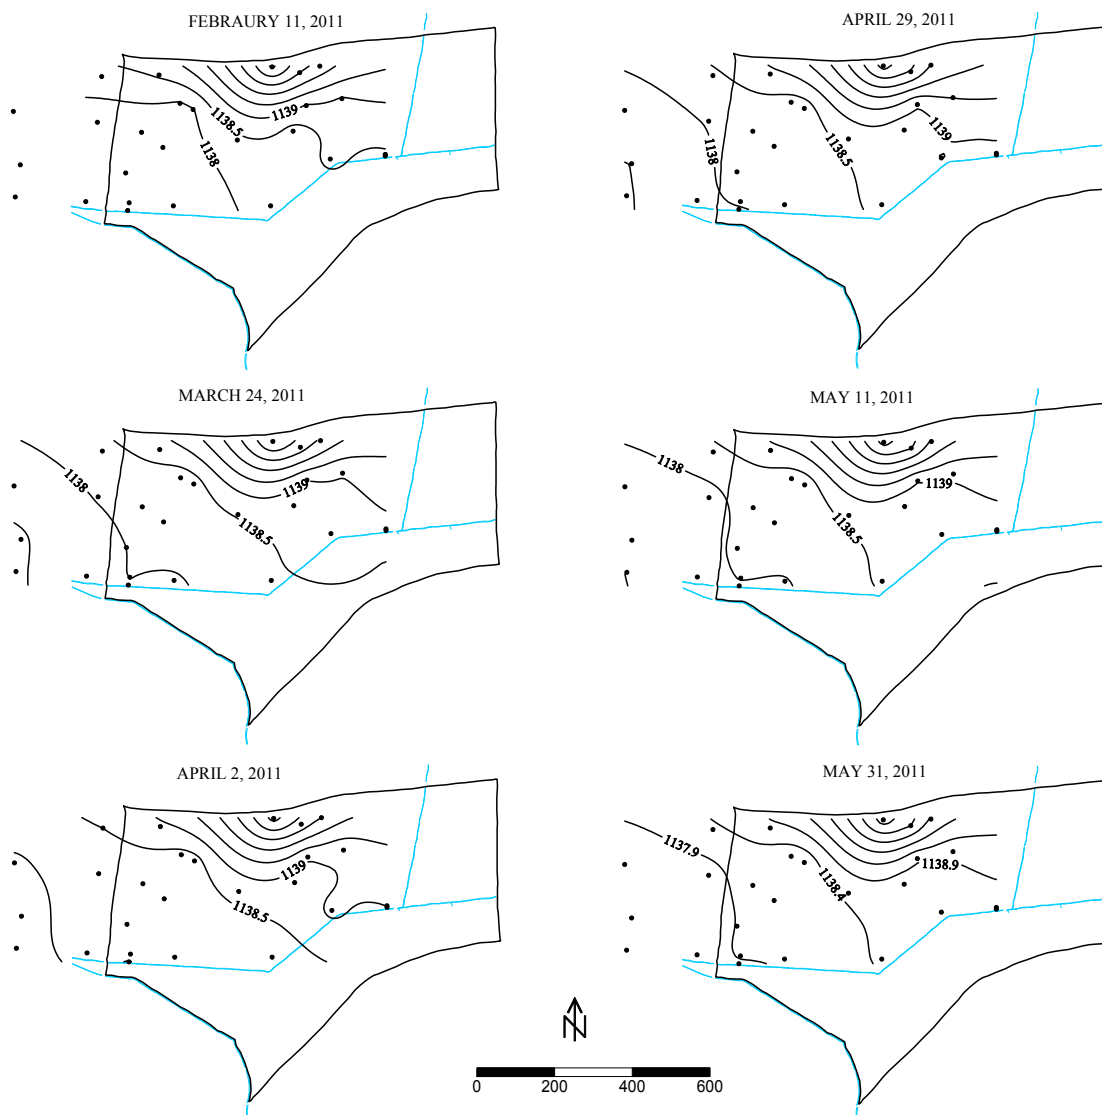 FEBRAURY 11, 2011
1139
1138.5
1138
APRIL 29, 2011
1139
1138
1138.5
MARCH 24, 2011
1138
1139
1138.5
MAY 11, 2011
1138
1139
1138.5
APRIL 2, 2011
1139
1138.5
MAY 31, 2011
1137.9
1138.9
1138.4
N
0 200 400 600